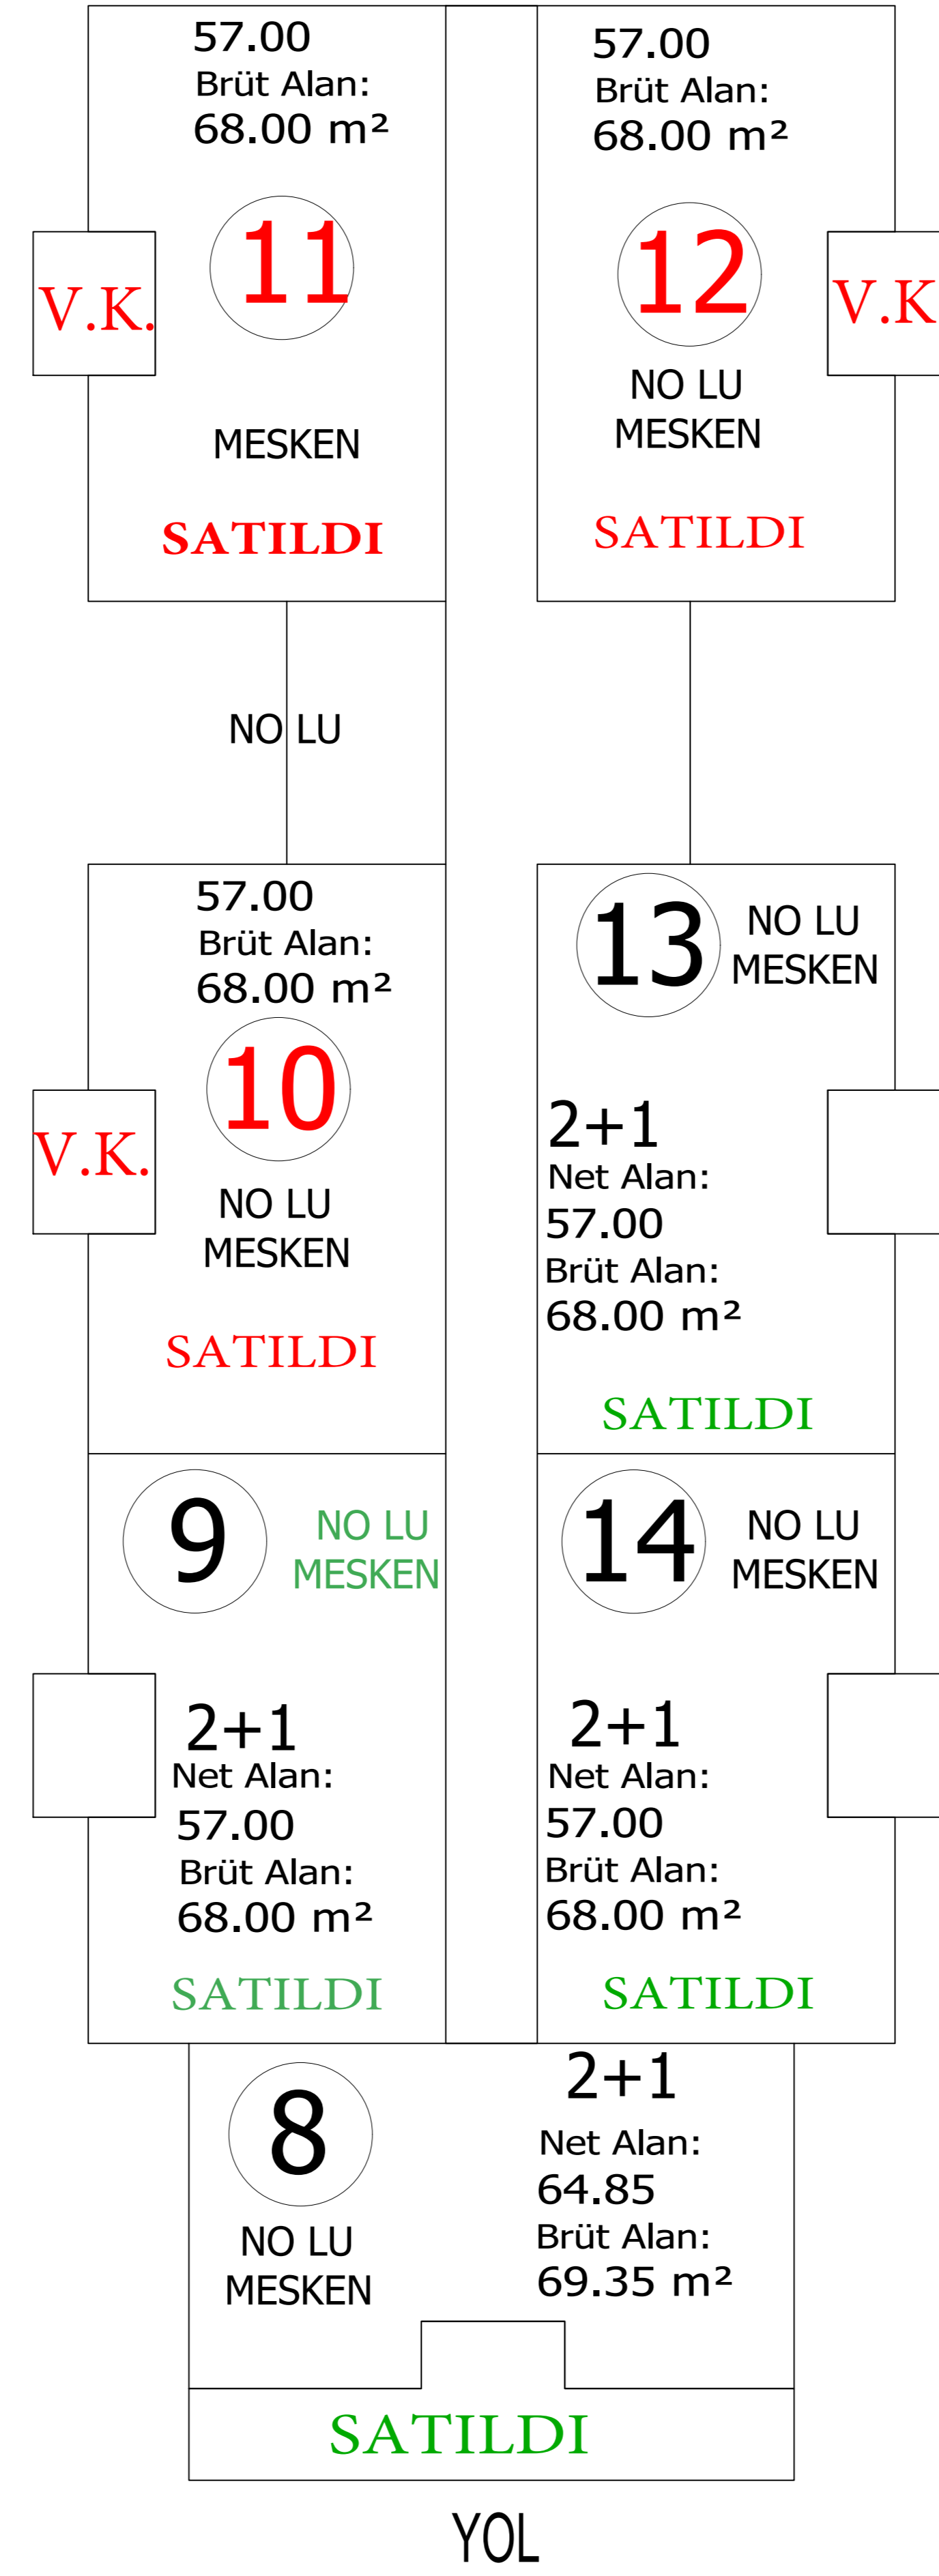 57.00
Brüt Alan:
68.00 m²
11
V.K.
MESKEN
SATILDI
57.00
Brüt Alan:
68.00 m²
12
V.K
NO LU
MESKEN
SATILDI
NO LU
57.00
Brüt Alan:
68.00 m²
10
V.K.
NO LU
MESKEN
SATILDI
13
NO LU
MESKEN
2+1
Net Alan:
57.00
Brüt Alan:
68.00 m²
SATILDI
9
NO LU
MESKEN
2+1
Net Alan:
57.00
Brüt Alan:
68.00 m²
SATILDI
14
NO LU
MESKEN
2+1
Net Alan:
57.00
Brüt Alan:
68.00 m²
SATILDI
8
NO LU
MESKEN
2+1
Net Alan:
64.85
Brüt Alan:
69.35 m²
SATILDI
YOL